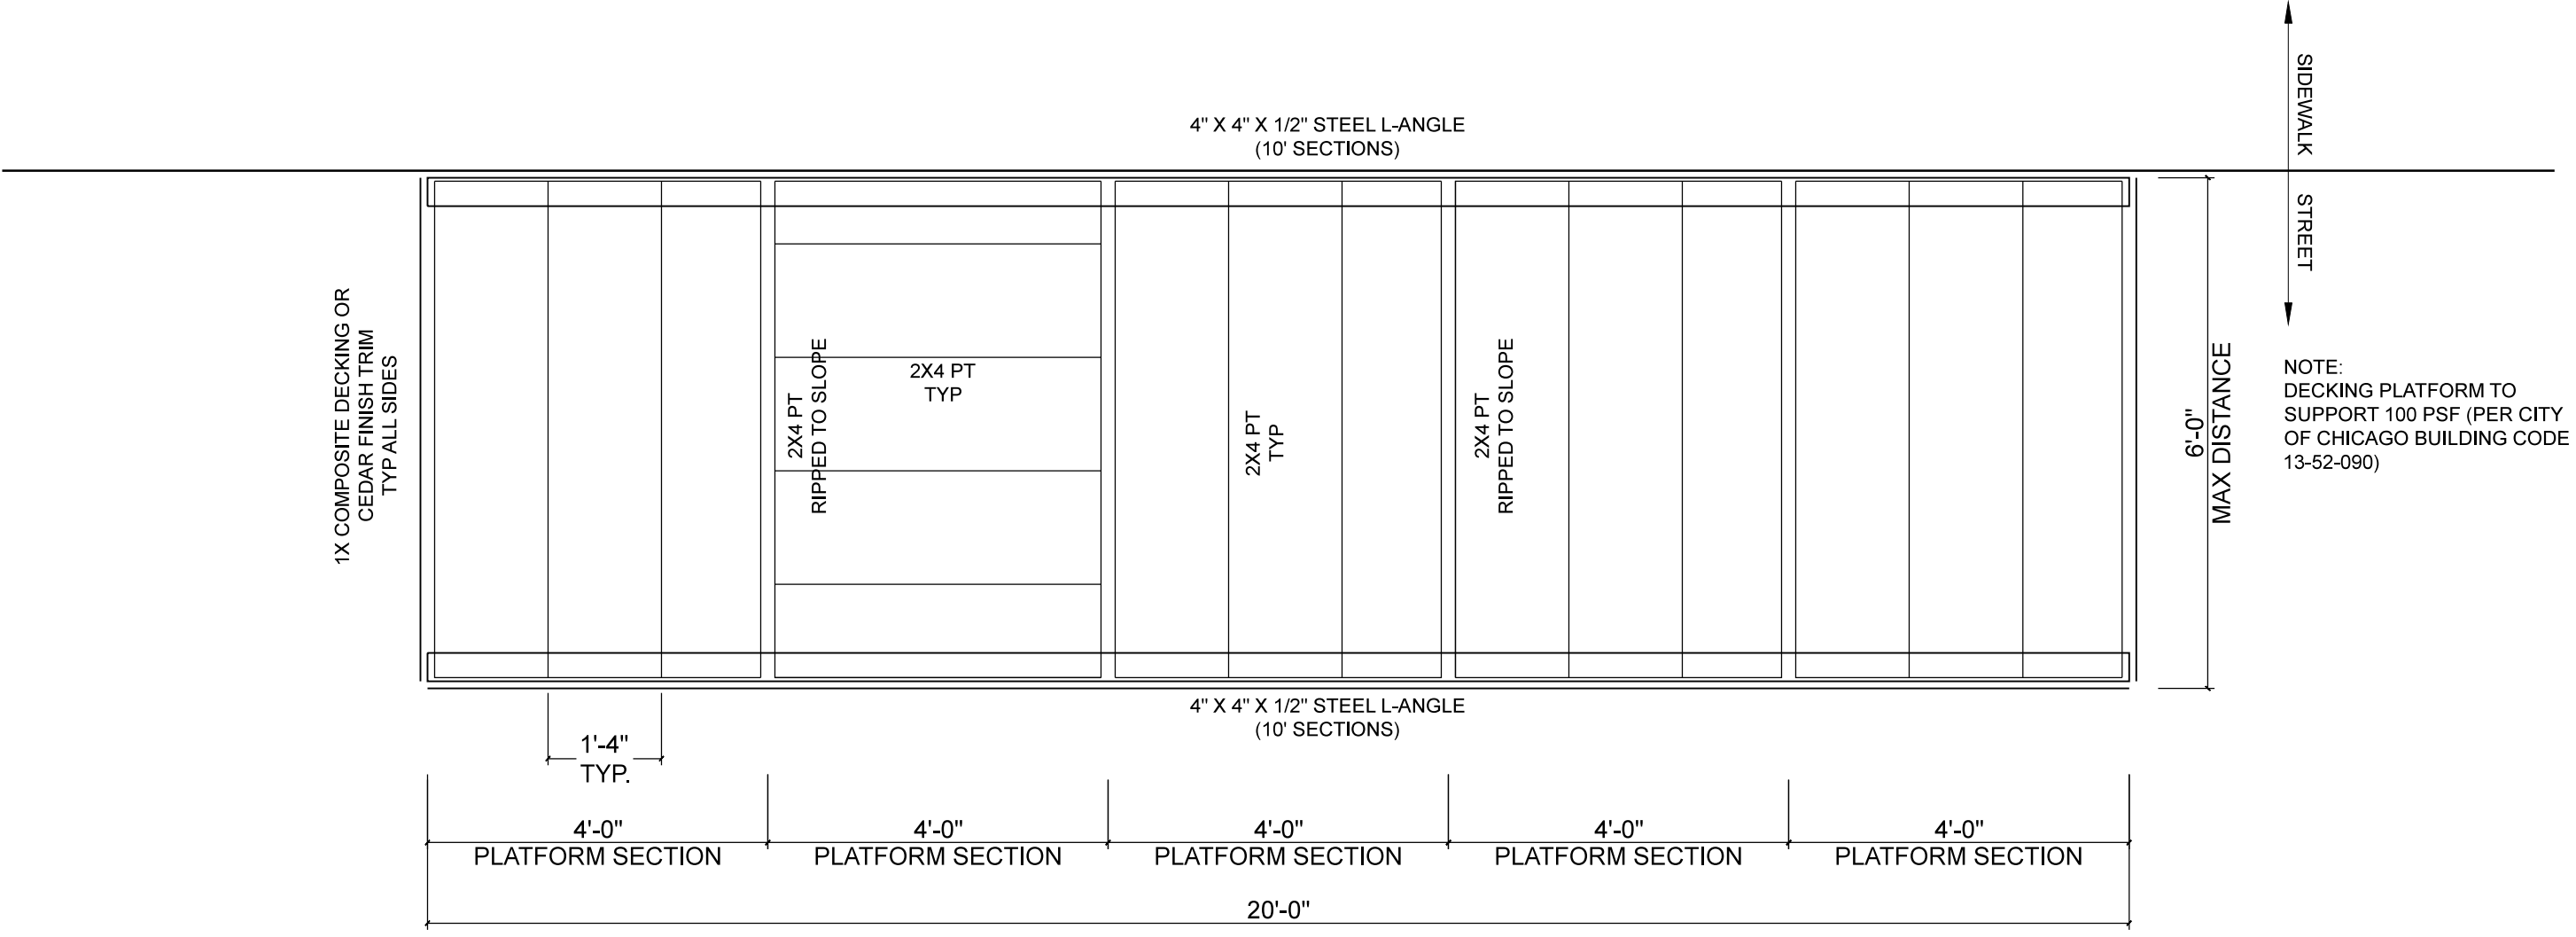 SIDEWALK
STREET
4" X 4" X 1/2" STEEL L-ANGLE
(10' SECTIONS)
1X COMPOSITE DECKING OR
CEDAR FINISH TRIM
TYP ALL SIDES
2X4 PT
RIPPED TO SLOPE
2X4 PT
TYP
2X4 PT
TYP
2X4 PT
RIPPED TO SLOPE
6'-0"
MAX DISTANCE
NOTE:
DECKING PLATFORM TO
SUPPORT 100 PSF (PER CITY
OF CHICAGO BUILDING CODE
13-52-090)
4" X 4" X 1/2" STEEL L-ANGLE
(10' SECTIONS)
1'-4"
TYP.
4'-0"
PLATFORM SECTION
4'-0"
PLATFORM SECTION
4'-0"
PLATFORM SECTION
4'-0"
PLATFORM SECTION
4'-0"
PLATFORM SECTION
20'-0"